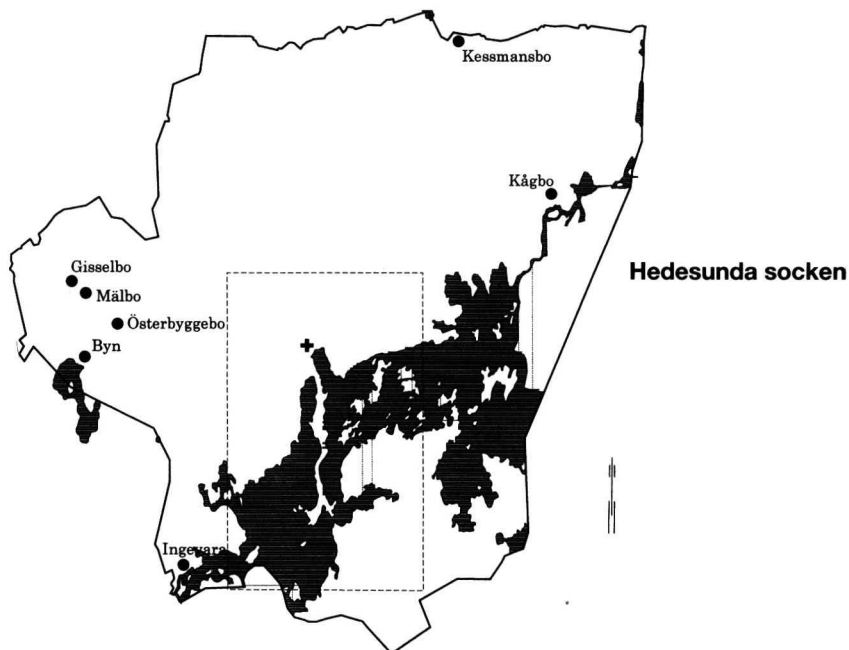 Kessmansbo
Kågbo
Hedesunda socken
Gisselbo
Mälbo
Österbyggebo
Byn
Ingevara